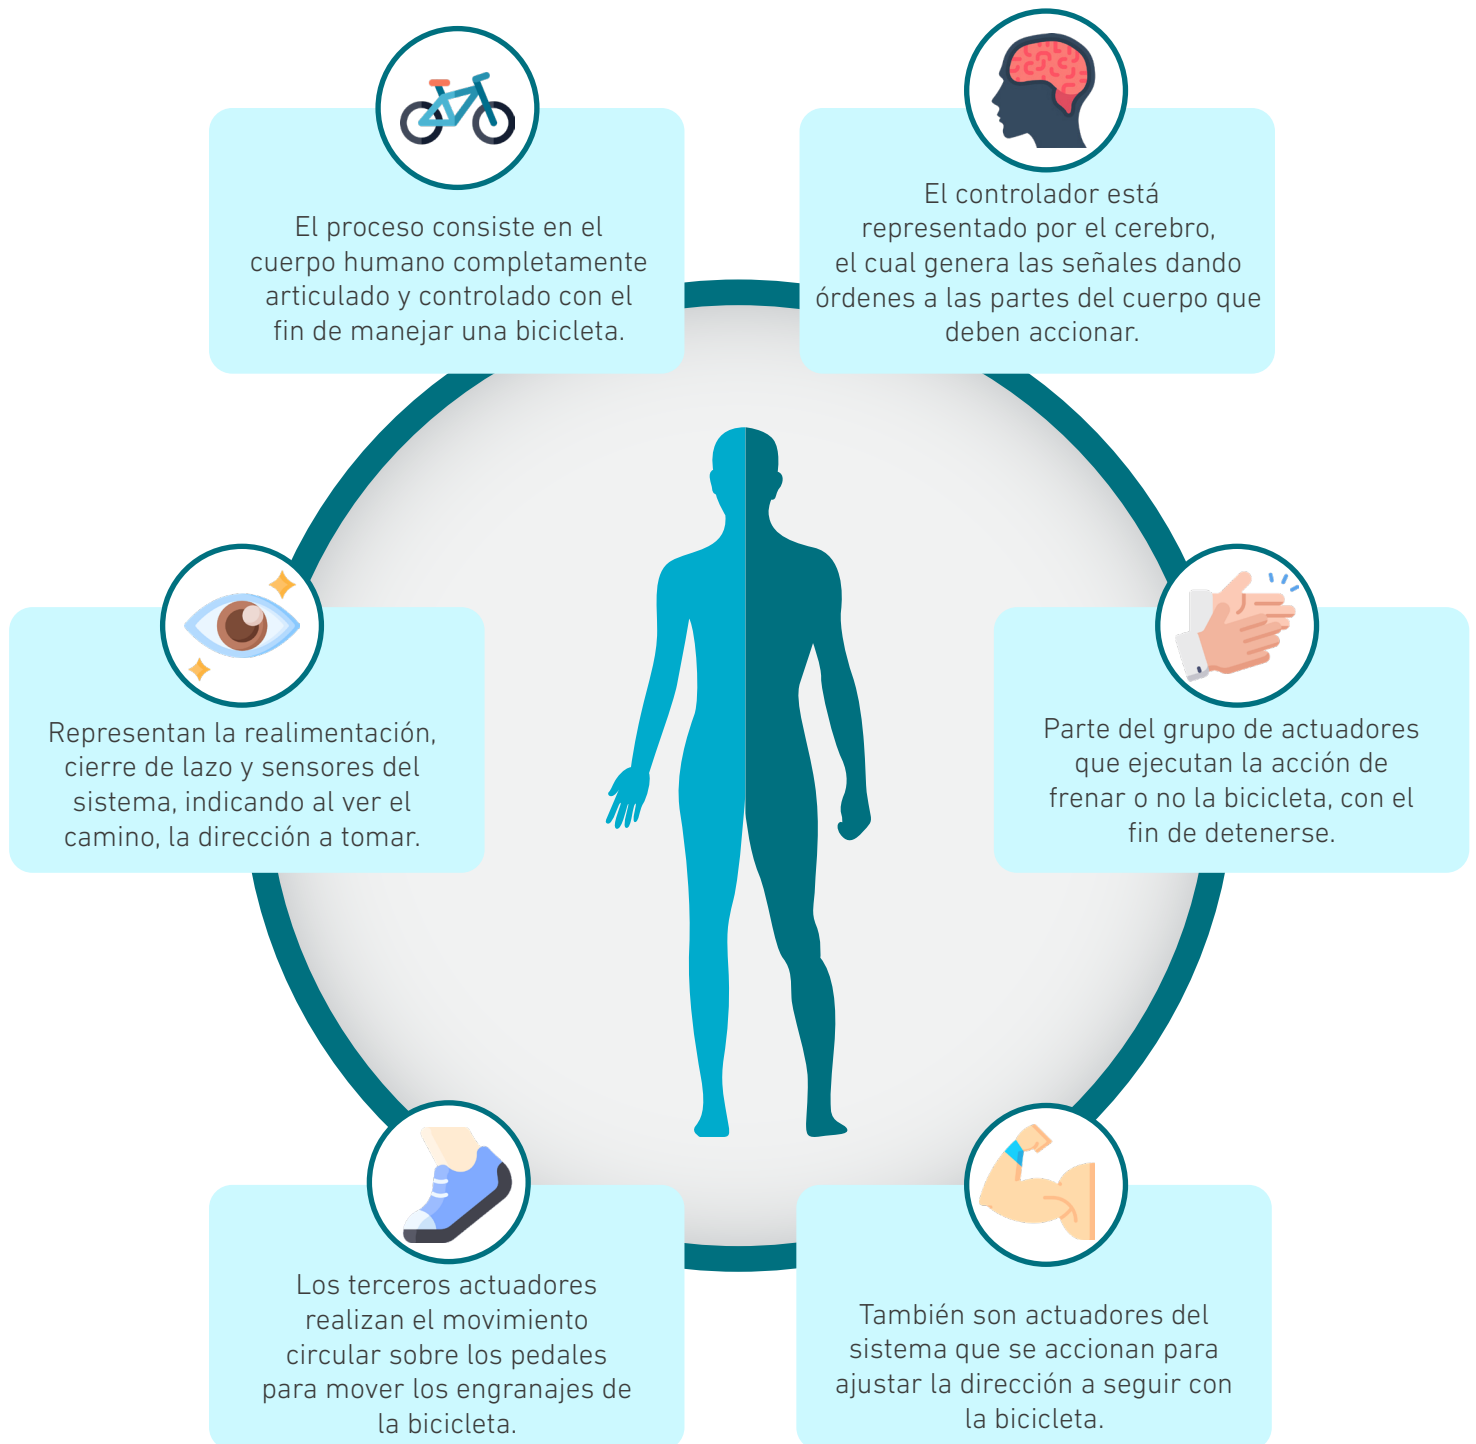 El proceso consiste en el
cuerpo humano completamente
articulado y controlado con el
fin de manejar una bicicleta.
El controlador está
representado por el cerebro,
el cual genera las señales dando
órdenes a las partes del cuerpo que
deben accionar.
Representan la realimentación,
cierre de lazo y sensores del
sistema, indicando al ver el
camino, la dirección a tomar.
Parte del grupo de actuadores
que ejecutan la acción de
frenar o no la bicicleta, con el
fin de detenerse.
Los terceros actuadores
realizan el movimiento
circular sobre los pedales
para mover los engranajes de
la bicicleta.
También son actuadores del
sistema que se accionan para
ajustar la dirección a seguir con
la bicicleta.